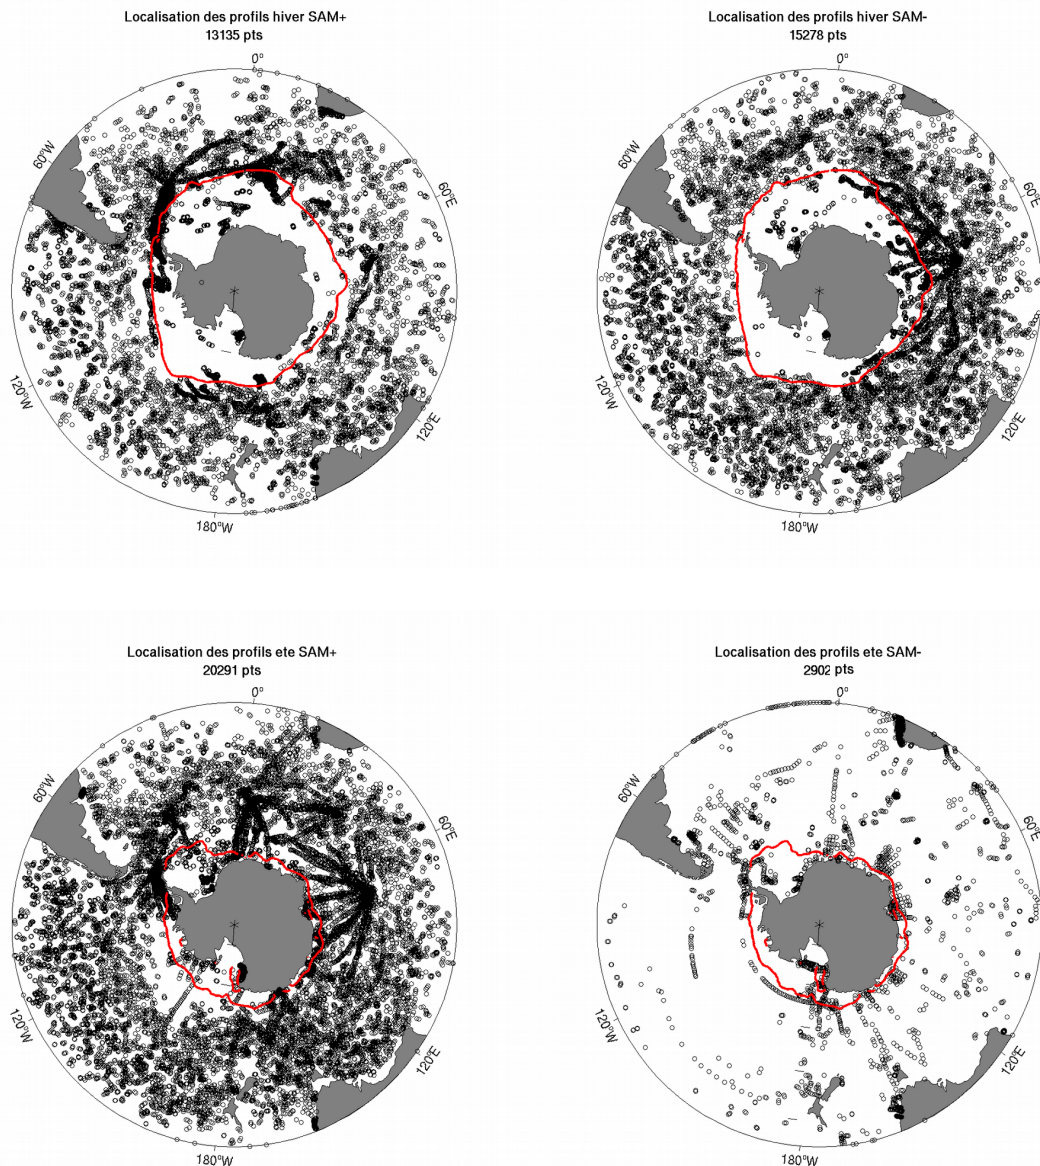 Localisation des profils hiver SAM+
13135 pts
0°
60°W
60°E
120°W
120°E
180°W
Localisation des profils hiver SAM-
15278 pts
0°
60°W
60°E
120°W
120°E
180°W
Localisation des profils ete SAM+
20291 pts
0°
60°W
60°E
120°W
120°E
180°W
Localisation des profils ete SAM-
2902 pts
0°
60°W
60°E
120°W
120°E
180°W